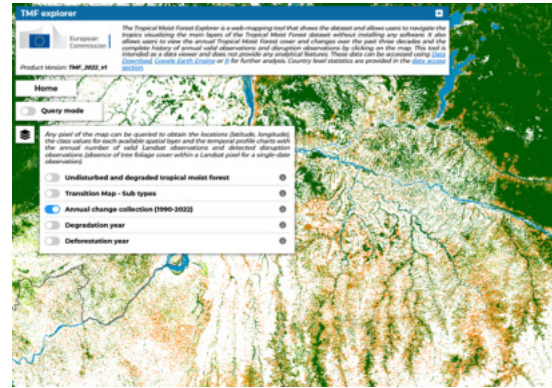 TMF explorer
The Tropical Moist Forest Explorer is a web-mapping tool that shows the dataset and allows users to navigate the
tropics visualizing the main layers of the Tropical Moist Forest dataset without installing any software. It also
allows users to view the annual Tropical Moist Forest cover and changes over the past three decades and the
complete history of annual valid observations and disruption observations by clicking on the map. This tool is
intended as a data viewer and does not provide any analytical features. These data can be accessed using Data
Download, Google Earth Engine or for further analysis. Country level statistics are provided in the data access
section.
European
Commission
Product Version: TMF_2022_v1
Home
Query mode
Any pixel of the map can be queried to obtain the locations (latitude, longitude),
the class values for each available spatial layer and the temporal profile charts with
the annual number of valid Landsat observations and detected disruption
observations (absence of tree foliage cover within a Landsat pixel for a single-date
observation)
Undisturbed and degraded tropical moist forest
Transition Map - Sub types
Annual change collection (1990-2022)
Degradation year
Deforestation year